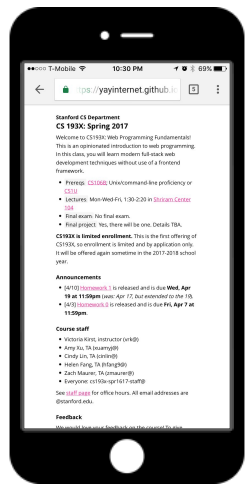 T-Mobile 10:30 PM 69%
tps://yayinternet.github.i 5
Stanford CS Department
CS 193X: Spring 2017
Welcome to CS193X: Web Programming Fundamentals!
This is an opinionated introduction to web programming.
In this class, you will learn modern full-stack web
development techniques without use of a frontend
framework.
• Prereqs: CS106B; Unix/command-line proficiency or
CS1U
• Lectures: Mon-Wed-Fri, 1:30-2:20 in Shriram Center
104
• Final exam: No final exam.
• Final project: Yes, there will be one. Details TBA.
CS193X is limited enrollment. This is the first offering of
CS193X, so enrollment is limited and by application only.
It will be offered again sometime in the 2017-2018 school
year.
Announcements
• [4/10] Homework 1 is released and is due Wed, Apr
19 at 11:59pm (was: Apr 17, but extended to the 19).
• [4/3] Homework 0 is released and is due Fri, Apr 7 at
11:59pm.
Course staff
• Victoria Kirst, instructor (vrk@)
• Amy Xu, TA (xuamyj@)
• Cindy Lin, TA (cinlin@)
• Helen Fang, TA (hfang9@)
• Zach Maurer, TA (zmaurer@)
• Everyone: cs193x-spr1617-staff@
See staff page for office hours. All email addresses are
@stanford.edu.
Feedback
We would love your feedback on the course! To give